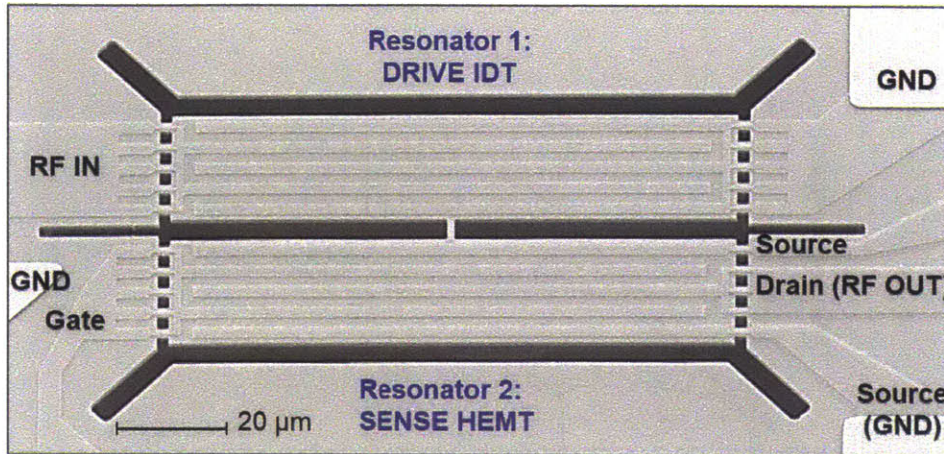 Resonator 1:
DRIVE IDT
GND
RF IN
Source
GND
Drain (RF OUT)
Gate
Resonator 2:
SENSE HEMT
20 µm
Source
(GND)